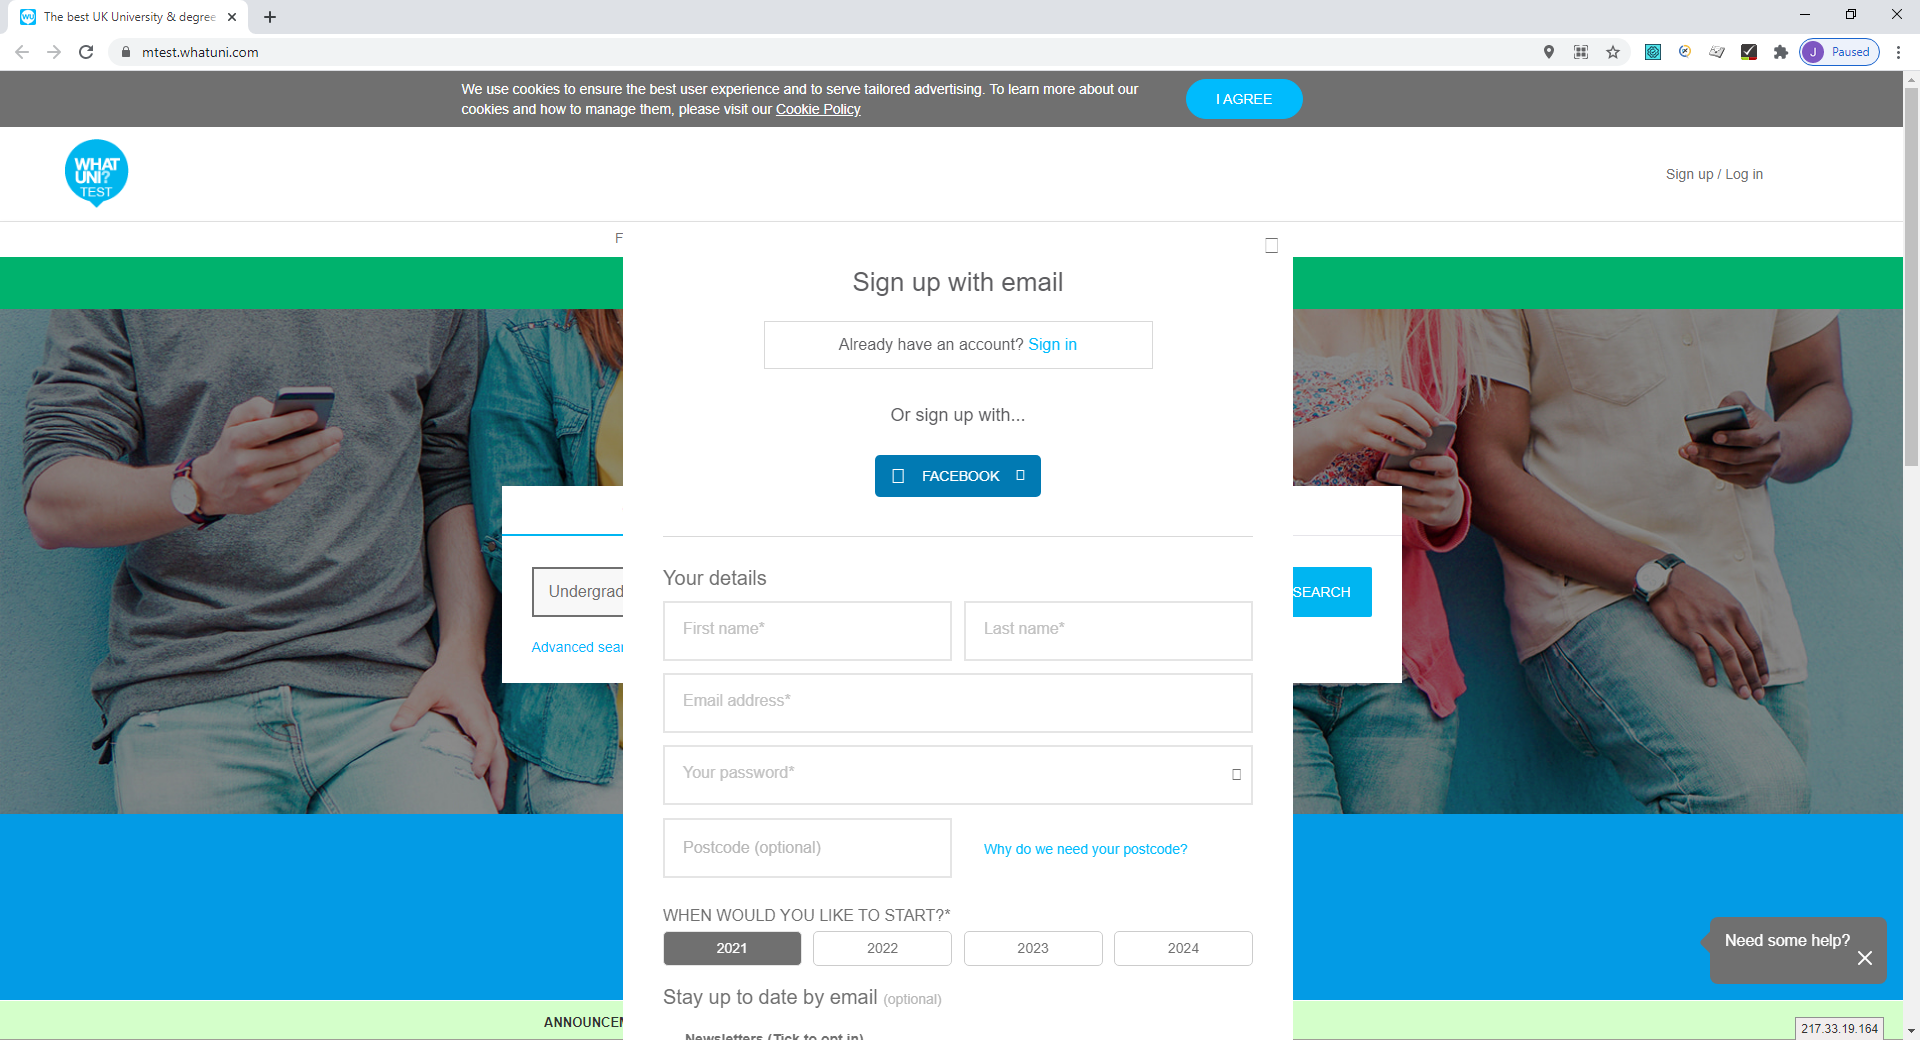 The best UK University & degree
mtest.whatuni.com
J Paused
We use cookies to ensure the best user experience and to serve tailored advertising. To learn more about our
cookies and how to manage them, please visit our Cookie Policy
I AGREE
WHAT
UNI?
TEST
Sign up / Log in
F
Sign up with email
Already have an account? Sign in
Or sign up with...
FACEBOOK
Your details
Undergrad
SEARCH
First name*
Last name*
Advanced sear
Email address*
Your password*
Postcode (optional)
Why do we need your postcode?
WHEN WOULD YOU LIKE TO START?*
2021
2022
2023
2024
Need some help?
Stay up to date by email (optional)
ANNOUNCEM
Newsletters (Tick to opt in)
217.33.19.164